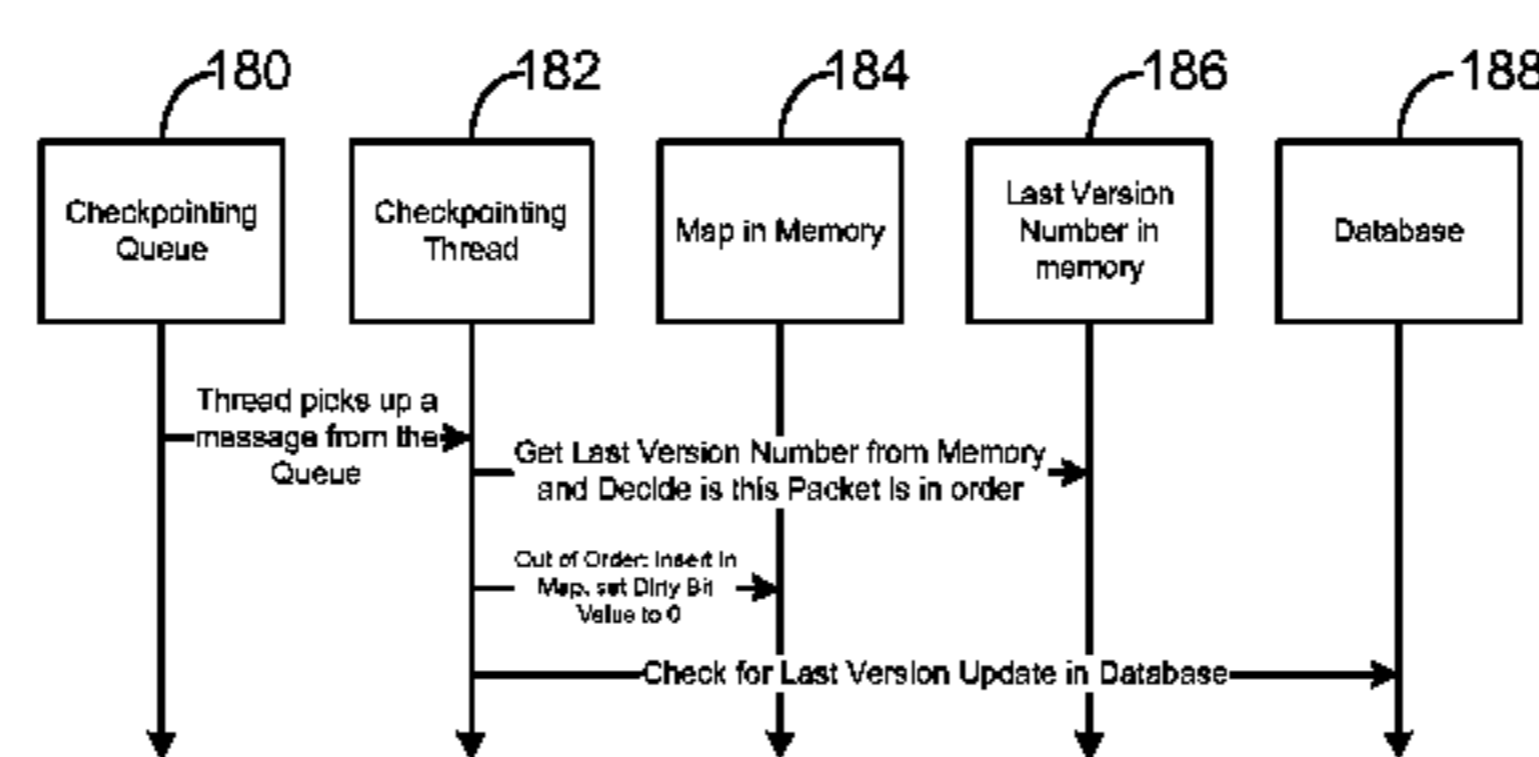 180
182
184
186
188
Checkpointing
Queue
Checkpointing
Thread
Map in Memory
Last Version
Number in
memory
Database
Thread picks up a
message from the
Queue
Get Last Version Number from Memory
and Decide is this Packet is in order
Out of Order: Insert in
Map, set Dirty Bit
Value to 0
Check for Last Version Update in Database